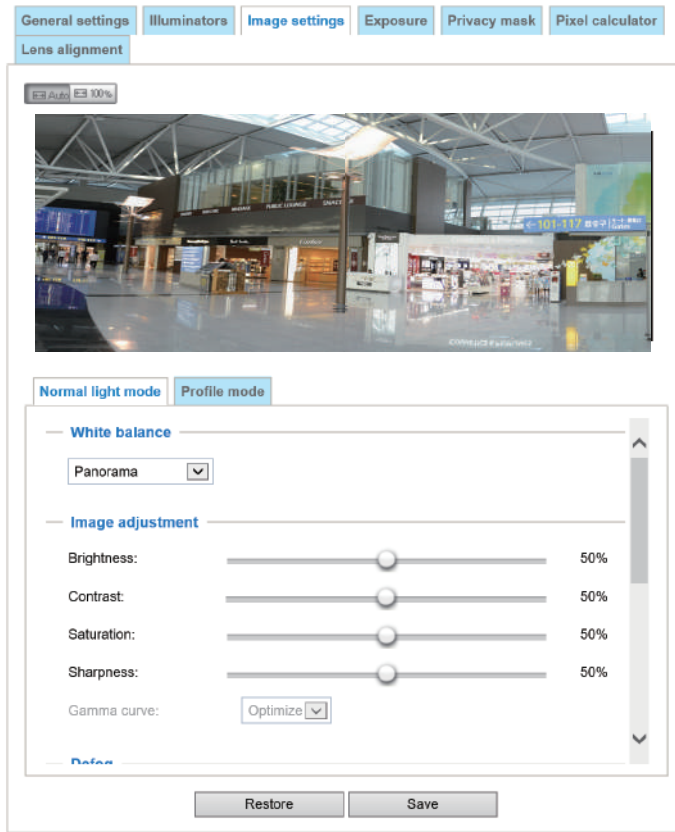 General settings Illuminators Image settings Exposure Privacy mask Pixel calculator
Lens alignment
Auto 100%
PUBLIC LOUNGE
←101-117
Gates
Normal light mode Profile mode
White balance
Panorama
Image adjustment
Brightness: 50%
Contrast: 50%
Saturation: 50%
Sharpness: 50%
Gamma curve: Optimize
Defog
Restore Save